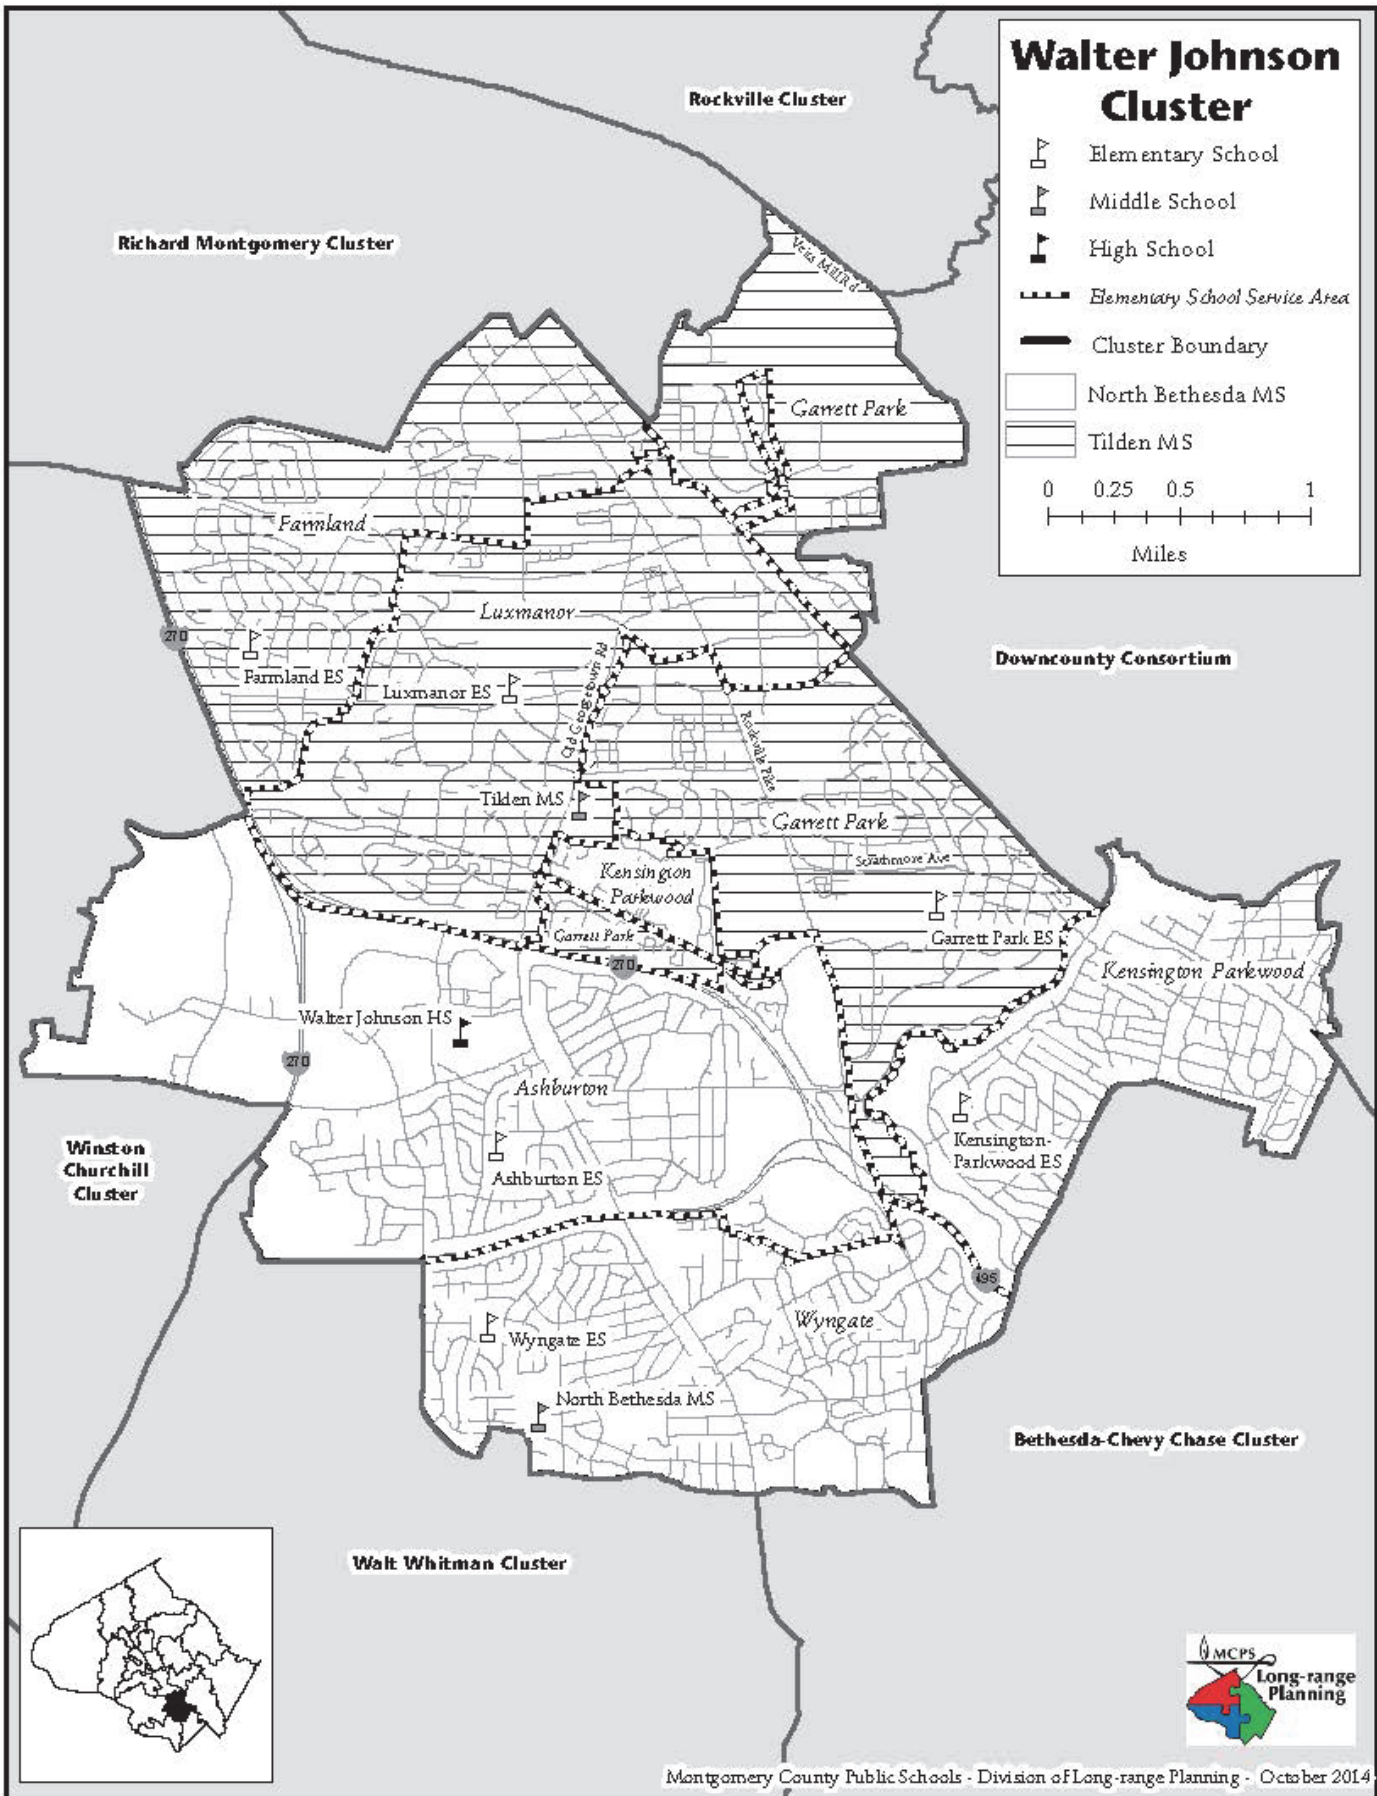 Walter Johnson
Cluster
Elementary School
Middle School
High School
Elementary School Service Area
Cluster Boundary
North Bethesda MS
Tilden MS
0 0.25 0.5 1
Miles
Rockville Cluster
Richard Montgomery Cluster
Veirs Mill Rd
Garrett Park
Farmland
Luxmanor
270
Farmland ES
Luxmanor ES
Old Georgetown Rd
Rockville Pike
Downcounty Consortium
Tilden MS
Garrett Park
Strathmore Ave
Kensington
Parkwood
Garrett Park
270
Garrett Park ES
Kensington Parkwood
Walter Johnson HS
270
Ashburton
Kensington-
Parkwood ES
Winston
Churchill
Cluster
Ashburton ES
495
Wyngate
Wyngate ES
North Bethesda MS
Bethesda-Chevy Chase Cluster
Walt Whitman Cluster
MCPS
Long-range
Planning
Montgomery County Public Schools - Division of Long-range Planning - October 2014